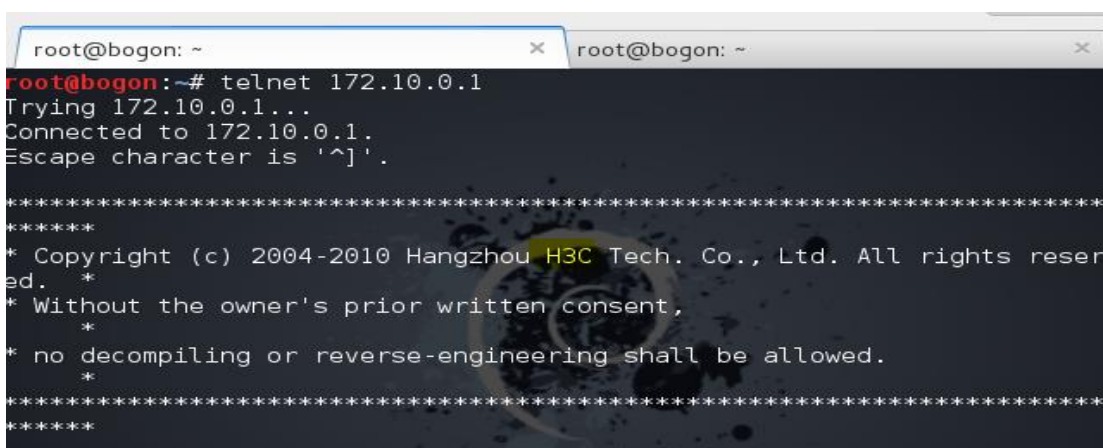 root@bogon: ~ × root@bogon: ~ ×
root@bogon:~# telnet 172.10.0.1
Trying 172.10.0.1...
Connected to 172.10.0.1.
Escape character is '^]'.
*************************************************************************
******
* Copyright (c) 2004-2010 Hangzhou H3C Tech. Co., Ltd. All rights reser
ed. *
* Without the owner's prior written consent,
*
* no decompiling or reverse-engineering shall be allowed.
*
*************************************************************************
******